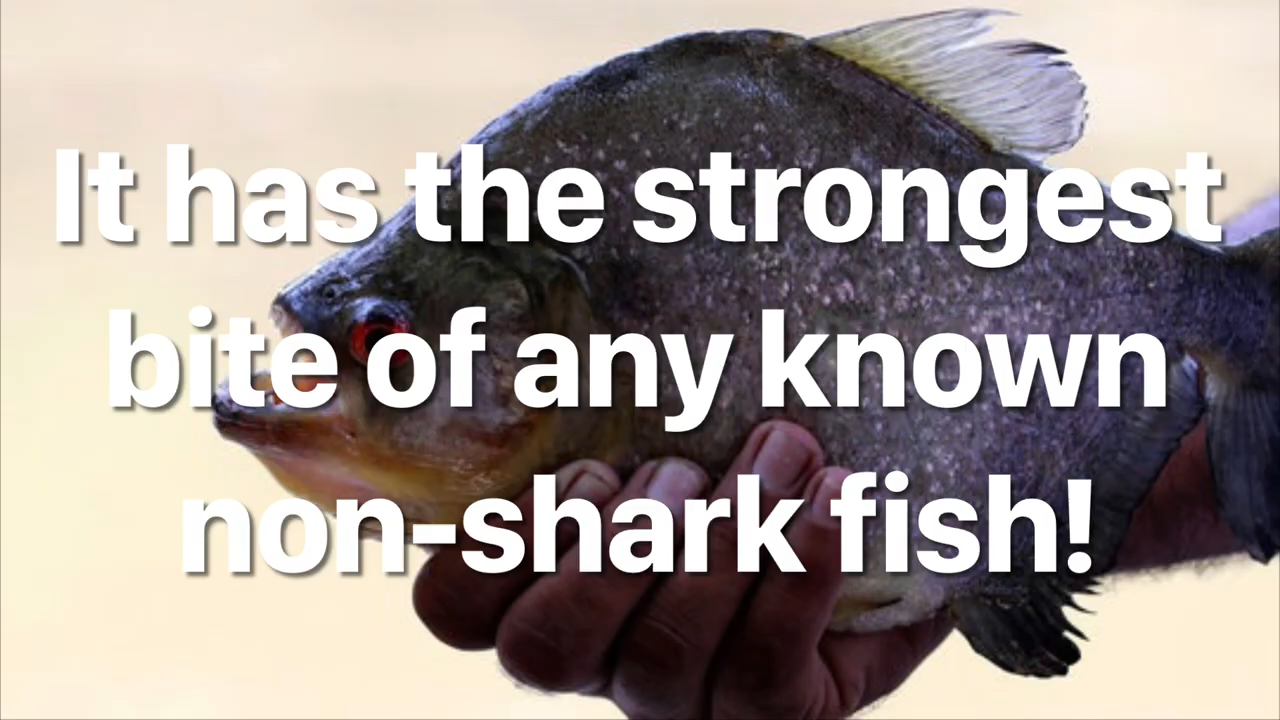 It has the strongest
bite of any known
non-shark fish!